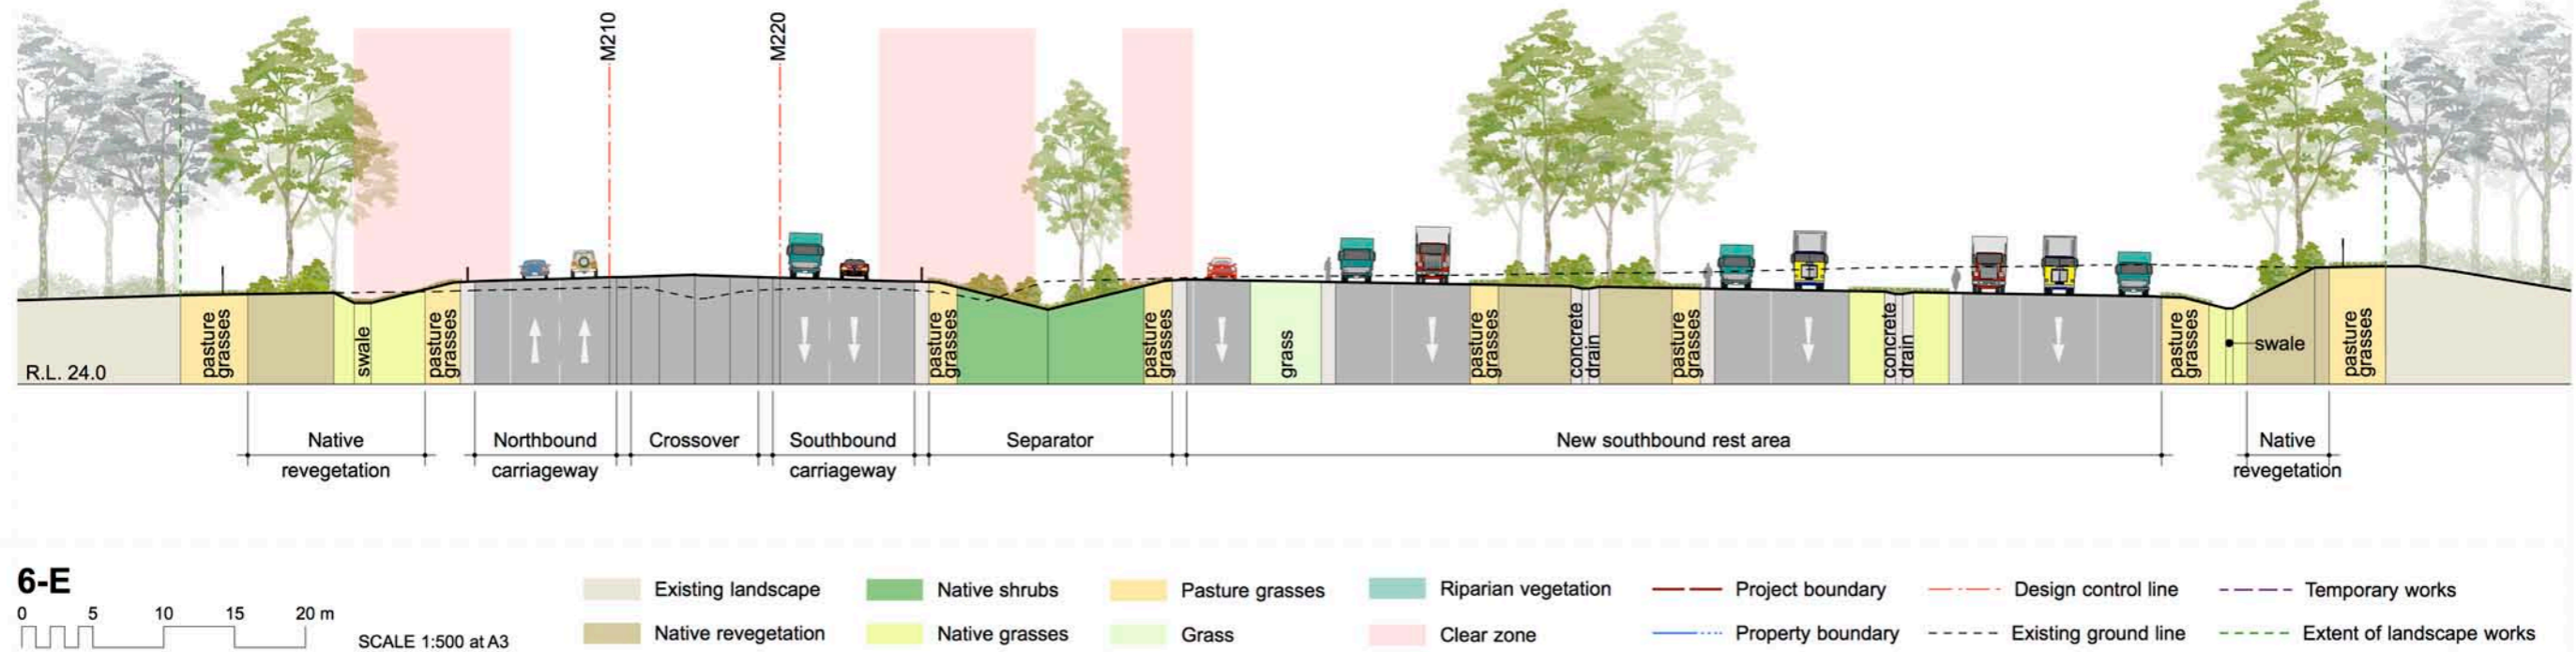 M210
M220
pasture
grasses
swale
pasture
grasses
pasture
grasses
pasture
grasses
grass
pasture
grasses
concrete
drain
pasture
grasses
concrete
drain
pasture
grasses
swale
pasture
grasses
R.L. 24.0
Native
revegetation
Northbound
carriageway
Crossover
Southbound
carriageway
Separator
New southbound rest area
Native
revegetation
6-E
0 5 10 15 20 m
SCALE 1:500 at A3
Existing landscape
Native revegetation
Native shrubs
Native grasses
Pasture grasses
Grass
Riparian vegetation
Clear zone
Project boundary
Property boundary
Design control line
Existing ground line
Temporary works
Extent of landscape works